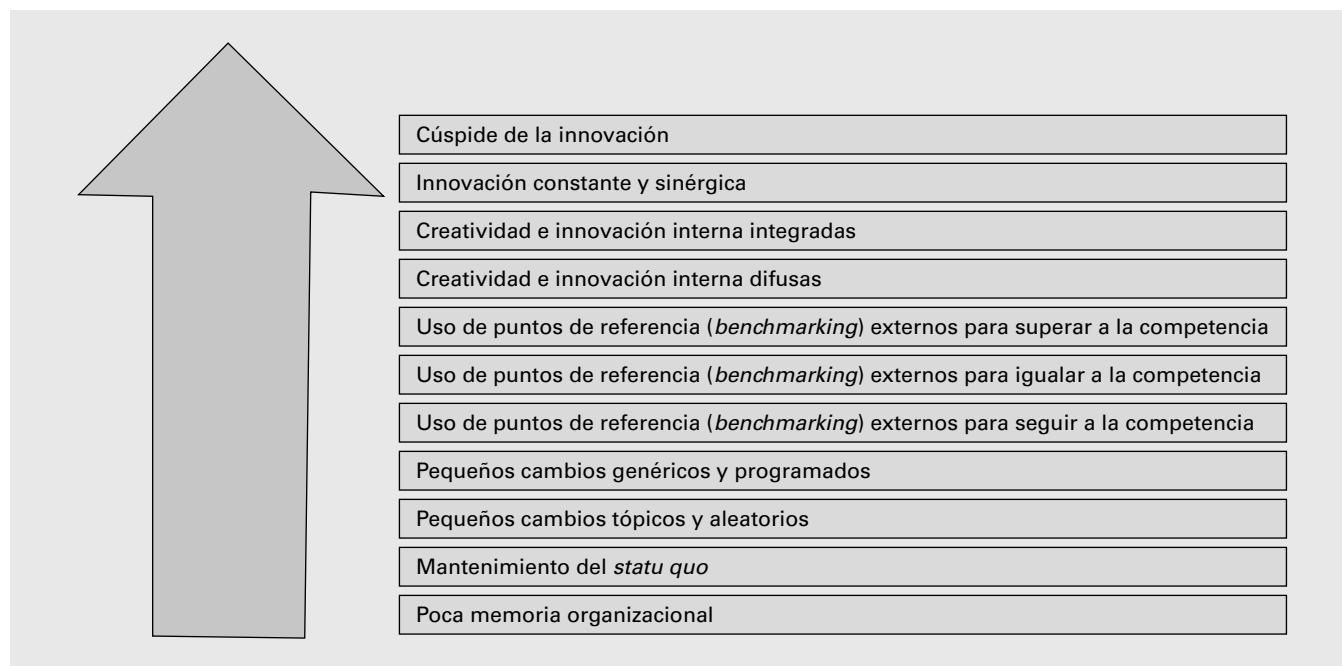 Cúspide de la innovación
Innovación constante y sinérgica
Creatividad e innovación interna integradas
Creatividad e innovación interna difusas
Uso de puntos de referencia (benchmarking) externos para superar a la competencia
Uso de puntos de referencia (benchmarking) externos para igualar a la competencia
Uso de puntos de referencia (benchmarking) externos para seguir a la competencia
Pequeños cambios genéricos y programados
Pequeños cambios tópicos y aleatorios
Mantenimiento del statu quo
Poca memoria organizacional